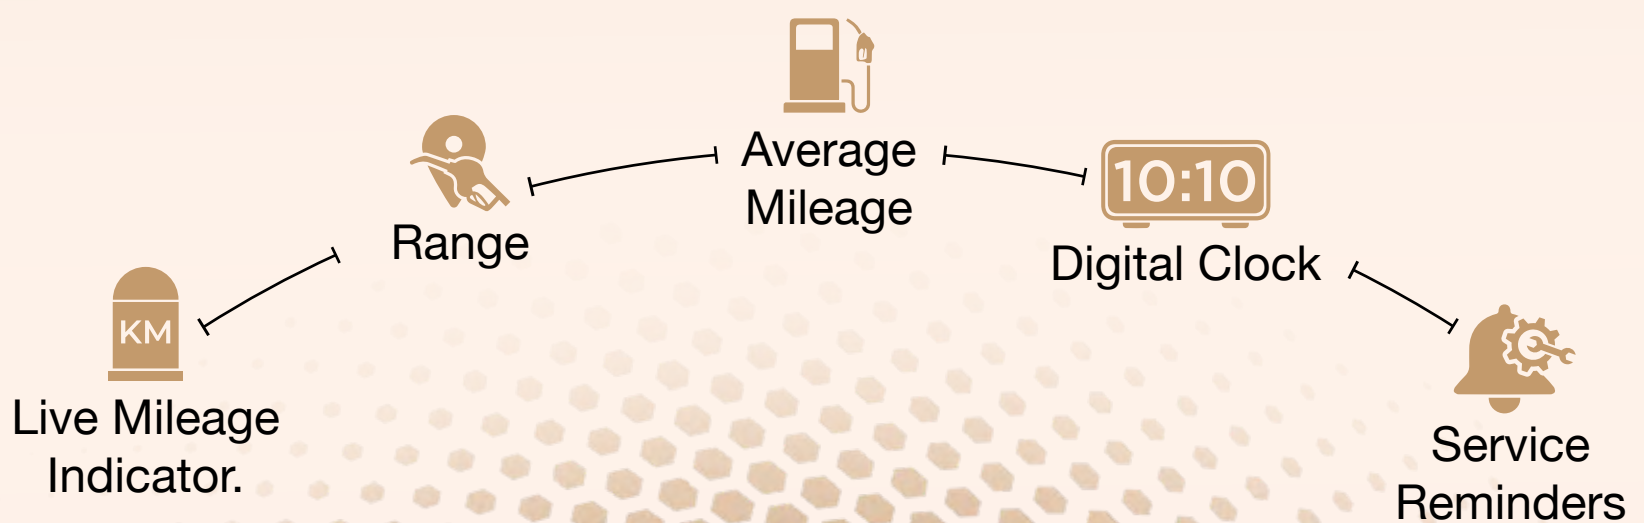 KM
Live Mileage
Indicator.
Range
Average
Mileage
10:10
Digital Clock
Service
Reminders